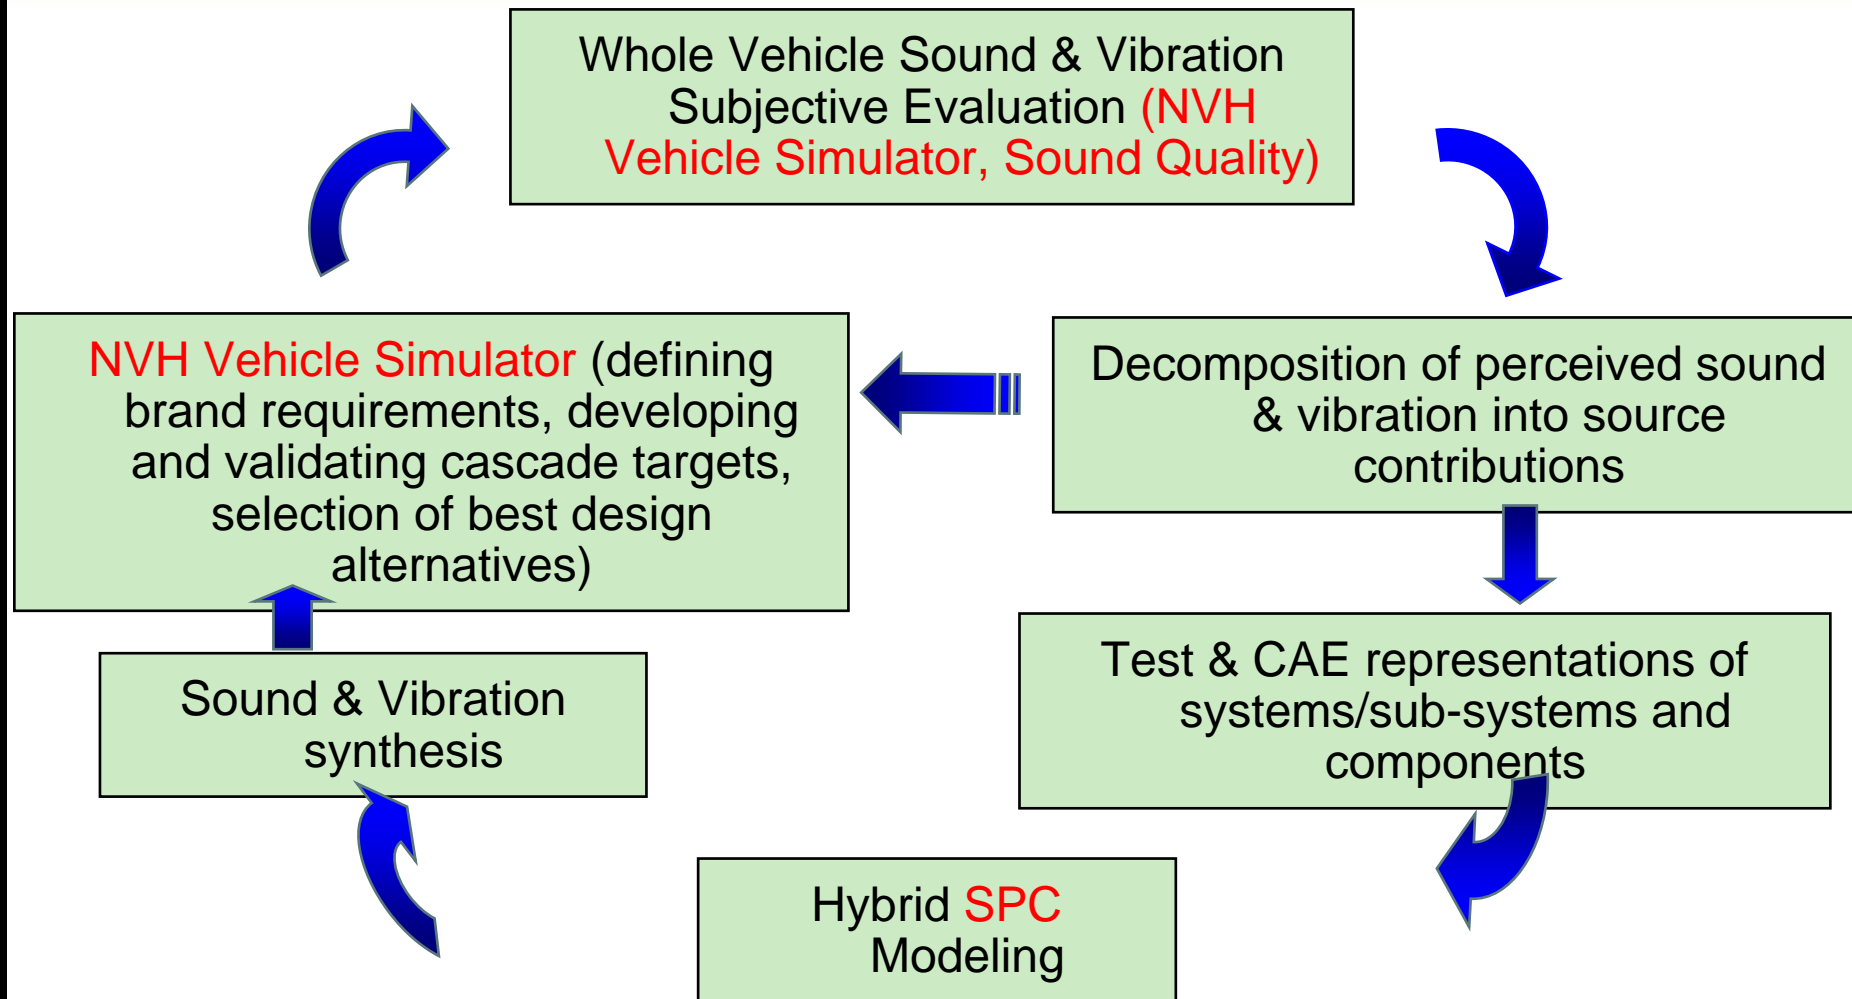 Whole Vehicle Sound & Vibration
Subjective Evaluation (NVH
Vehicle Simulator, Sound Quality)
NVH Vehicle Simulator (defining
brand requirements, developing
and validating cascade targets,
selection of best design
alternatives)
Decomposition of perceived sound
& vibration into source
contributions
Sound & Vibration
synthesis
Test & CAE representations of
systems/sub-systems and
components
Hybrid SPC
Modeling